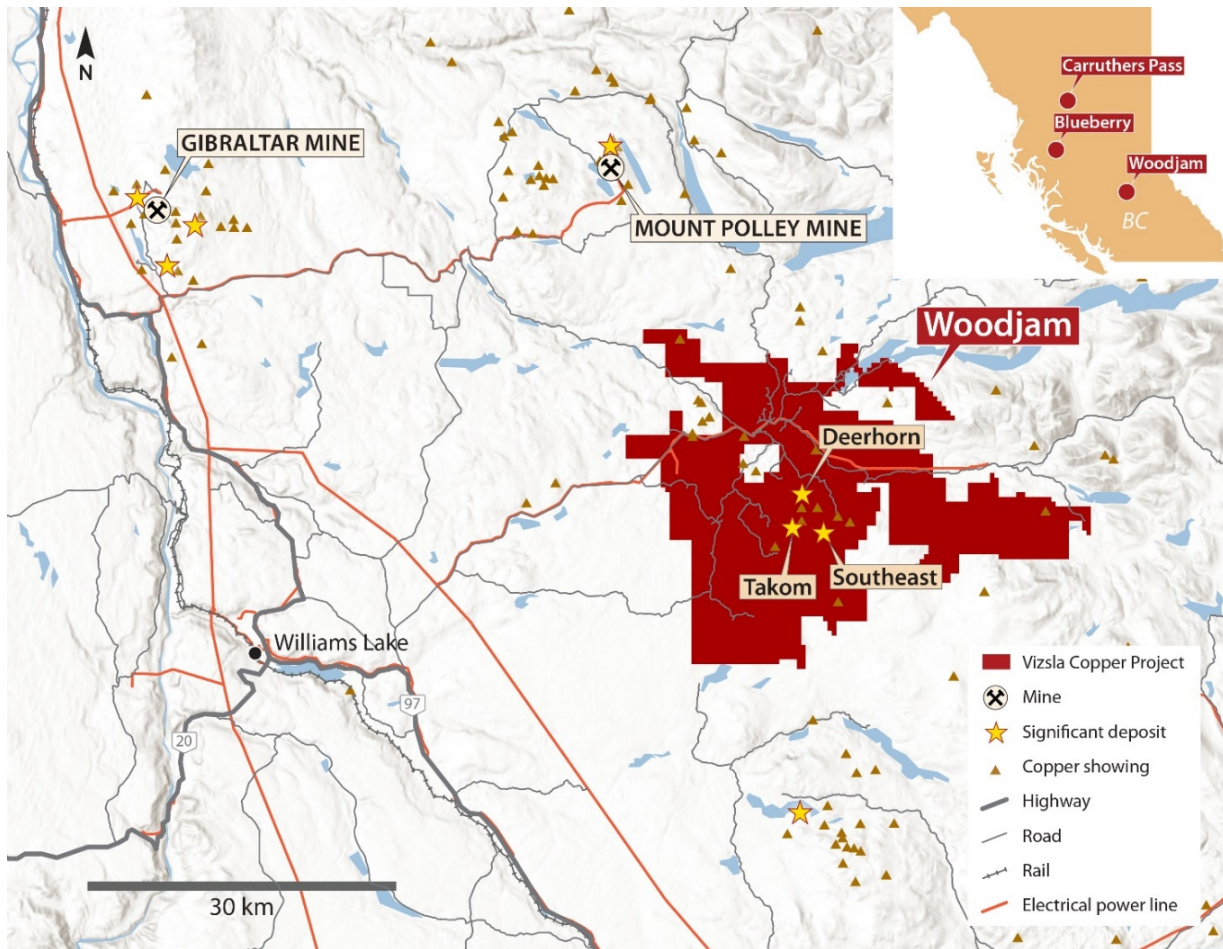 N
GIBRALTAR MINE
MOUNT POLLEY MINE
Carruthers Pass
Blueberry
Woodjam
BC
Woodjam
Deerhorn
Takom
Southeast
Williams Lake
97
20
30 km
Vizsla Copper Project
Mine
Significant deposit
Copper showing
Highway
Road
Rail
Electrical power line